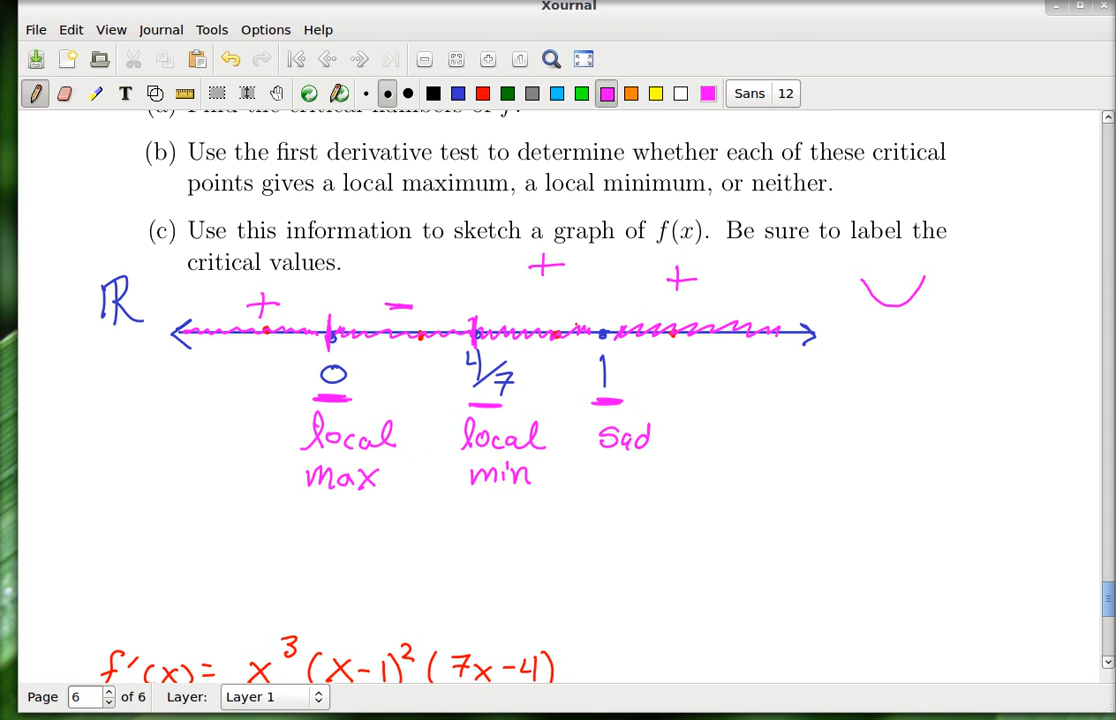 Xournal
File Edit View Journal Tools Options Help
Sans 12
(b) Use the first derivative test to determine whether each of these critical
points gives a local maximum, a local minimum, or neither.
(c) Use this information to sketch a graph of f(x). Be sure to label the
critical values.
ℝ + − + +
0 4/7 1
local local sad
max min
f'(x) = x³ (x-1)² (7x-4)
Page 6 of 6 Layer: Layer 1